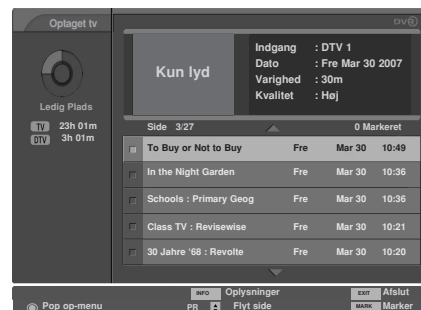 Optaget tv
DVB
Kun lyd
Indgang : DTV 1
Dato : Fre Mar 30 2007
Varighed : 30m
Kvalitet : Høj
Ledig Plads
TV 23h 01m
DTV 3h 01m
Side 3/27 0 Markeret
To Buy or Not to Buy Fre Mar 30 10:49
In the Night Garden Fre Mar 30 10:36
Schools : Primary Geog Fre Mar 30 10:36
Class TV : Revisewise Fre Mar 30 10:21
30 Jahre '68 : Revolte Fre Mar 30 10:20
INFO Oplysninger EXIT Afslut
Pop op-menu PR Flyt side MARK Marker